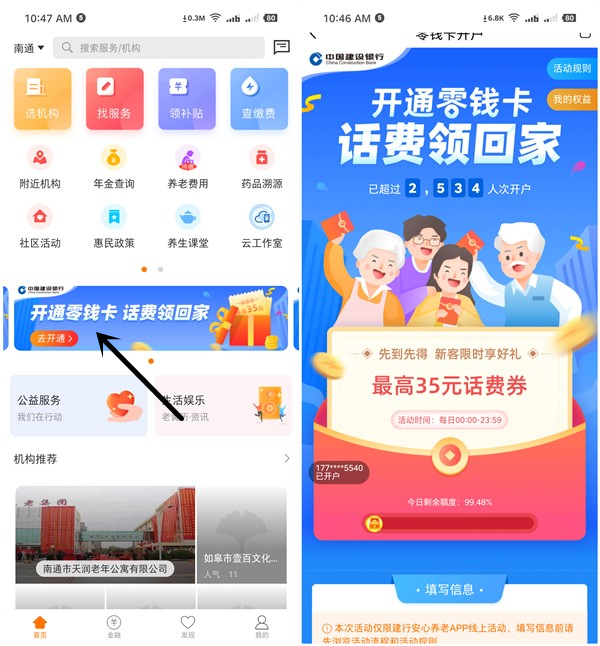 10:47 AM S
0.3M
80
南通
搜索服务/机构
选机构
找服务
领补贴
查缴费
附近机构
年金查询
养老费用
药品溯源
社区活动
惠民政策
养生课堂
云工作室
中国建设银行
China Construction Bank
开通零钱卡 话费领回家
去开通
35元
公益服务
我们在行动
生活娱乐
资讯
机构推荐
老集团
南通市天润老年公寓有限公司
如皋市壹百文化...
人气 11
首页
金融
发现
我的
10:46 AM S
6.8K
80
零钱卡开户
中国建设银行
China Construction Bank
活动规则
我的权益
开通零钱卡
话费领回家
已超过 2,534 人次开户
先到先得 新客限时享好礼
最高35元话费券
活动时间：每日00:00-23:59
177****5540
已开户
今日剩余额度：99.48%
填写信息
本次活动仅限建行安心养老APP线上活动，填写信息前请
先浏览活动流程和活动规则